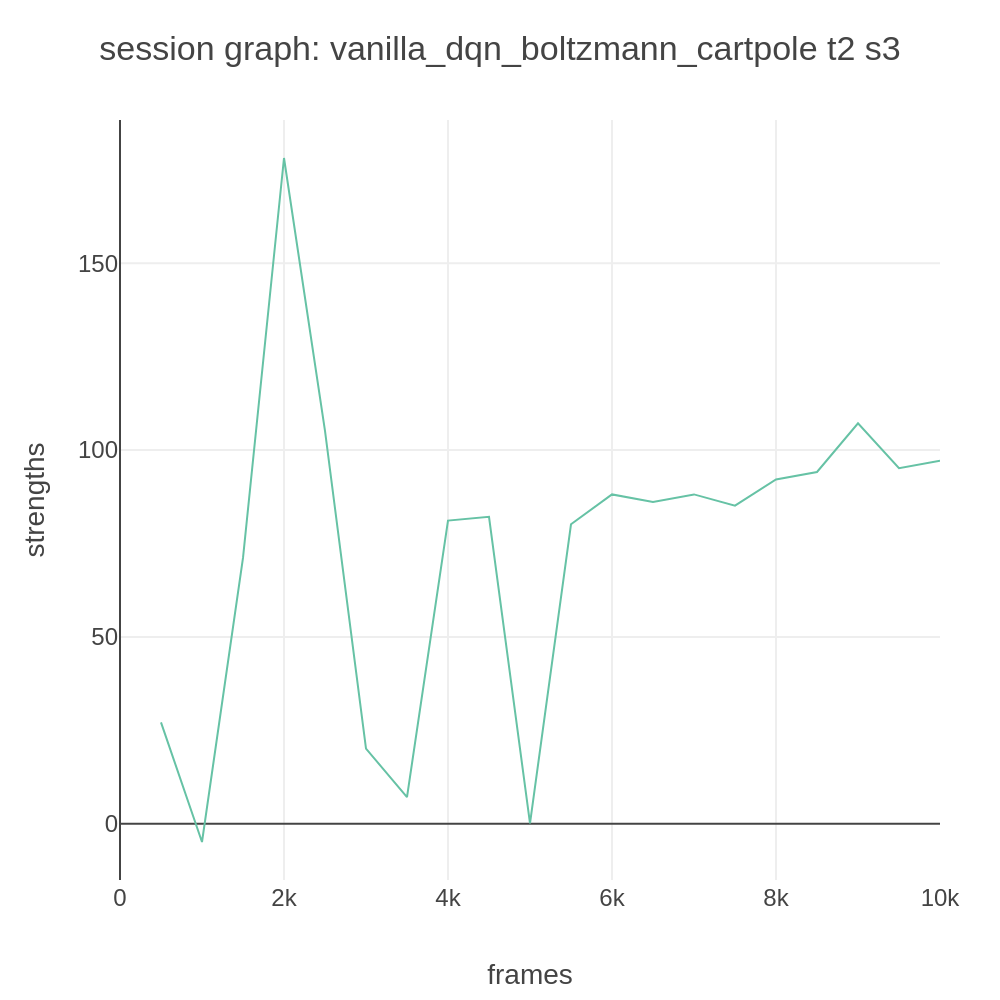 session graph: vanilla_dqn_boltzmann_cartpole t2 s3
150
100
50
0
strengths
0 2k 4k 6k 8k 10k
frames